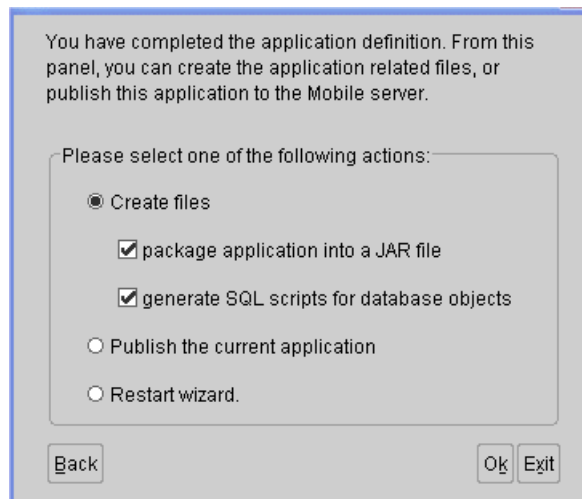 You have completed the application definition. From this
panel, you can create the application related files, or
publish this application to the Mobile server.
Please select one of the following actions:
Create files
package application into a JAR file
generate SQL scripts for database objects
Publish the current application
Restart wizard.
Back
Ok
Exit